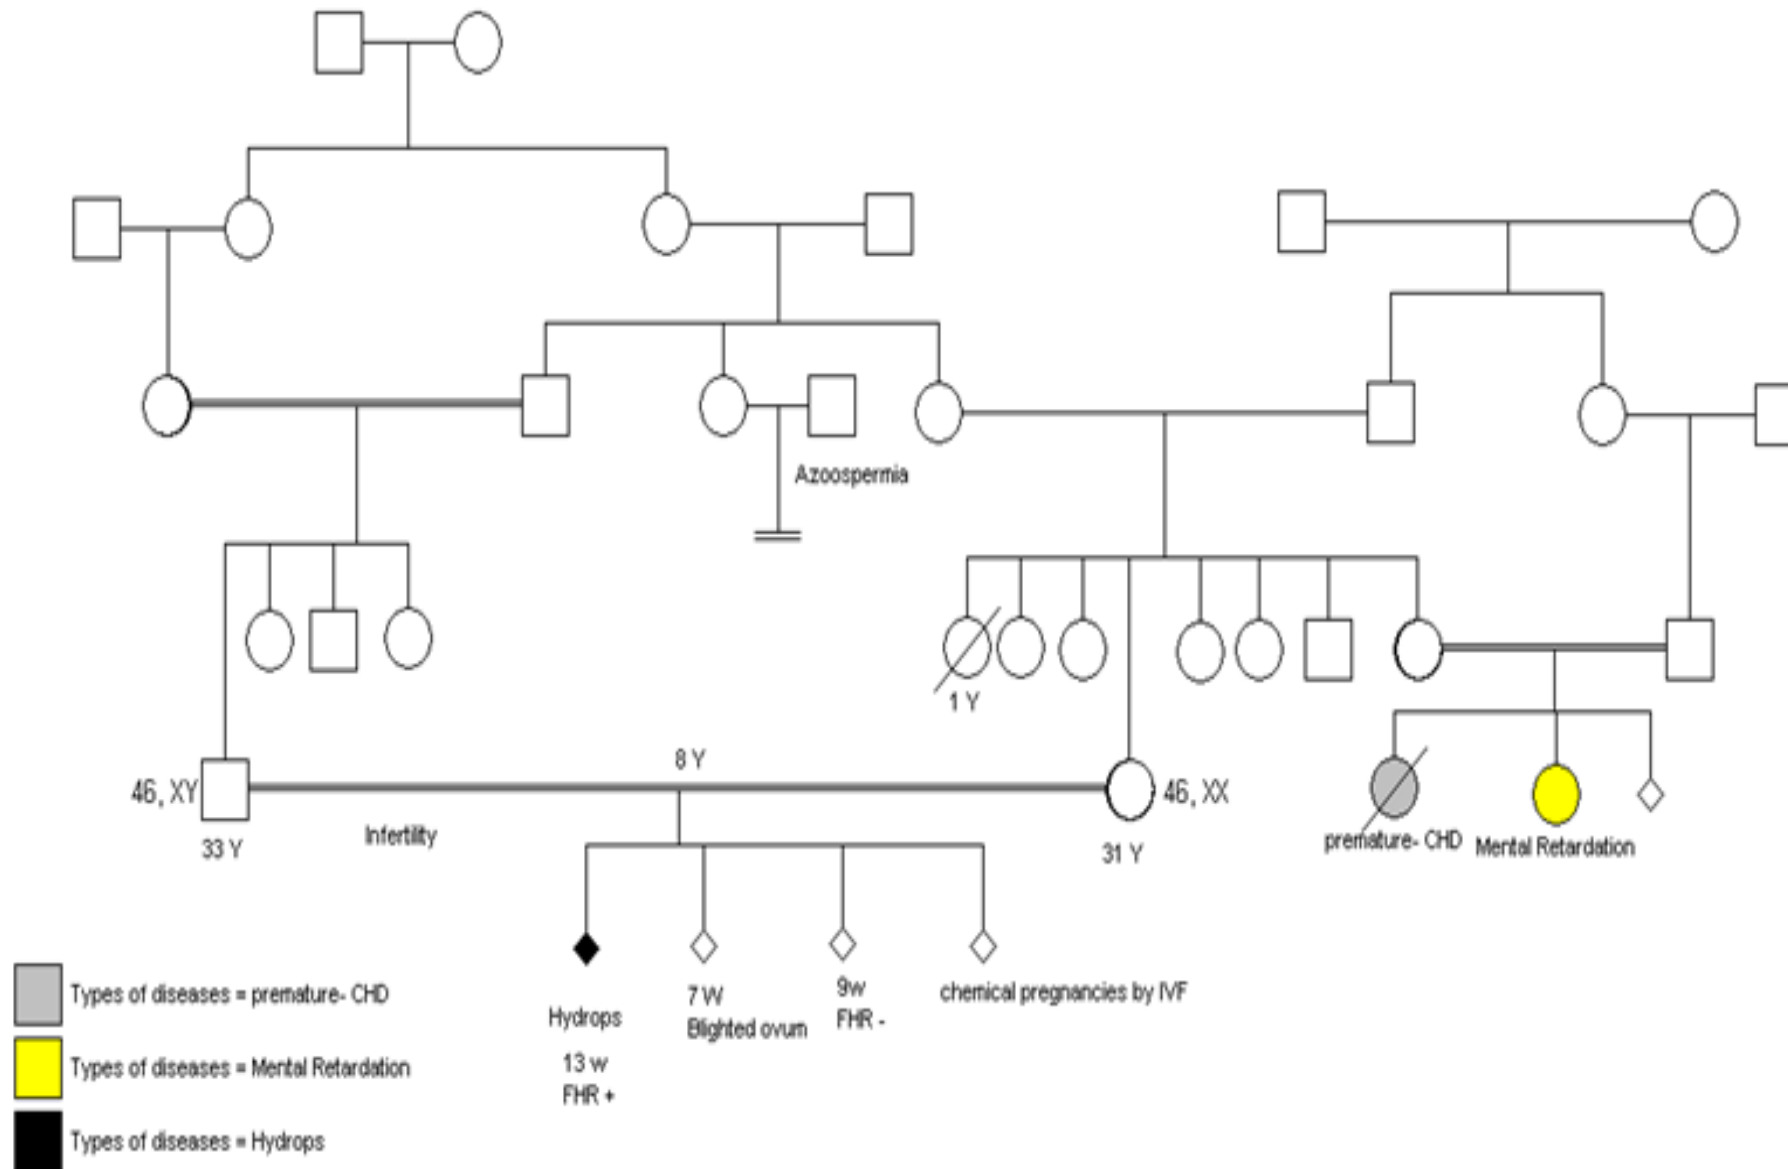 Azoospermia
1 Y
8 Y
46, XY
46, XX
33 Y
Infertility
31 Y
premature- CHD
Mental Retardation
Hydrops
13 w
FHR +
7 W
Blighted ovum
9w
FHR -
chemical pregnancies by IVF
Types of diseases = premature- CHD
Types of diseases = Mental Retardation
Types of diseases = Hydrops